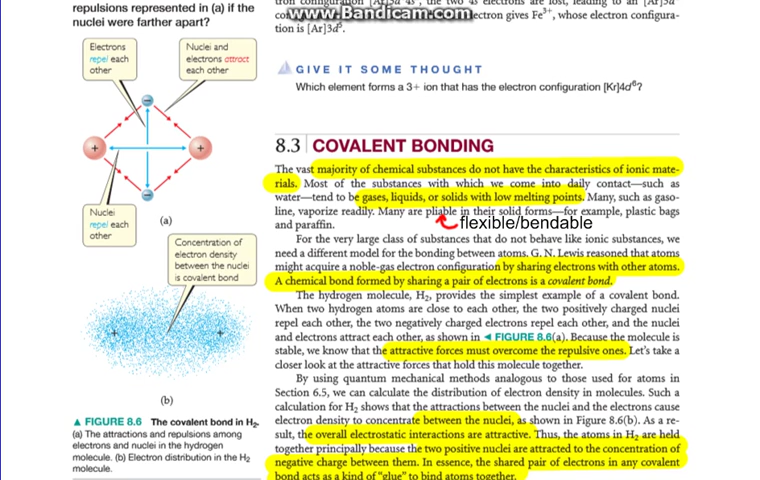 repulsions represented in (a) if the
nuclei were farther apart?
Electrons
repel each
other
Nuclei and
electrons attract
each other
Nuclei
repel each
other
(a)
Concentration of
electron density
between the nuclei
is covalent bond
(b)
▲ FIGURE 8.6 The covalent bond in H₂.
(a) The attractions and repulsions among
electrons and nuclei in the hydrogen
molecule. (b) Electron distribution in the H₂
molecule.
www.Bandicam.com
electron gives Fe³⁺, whose electron configura-
tion is [Ar]3d⁵.
GIVE IT SOME THOUGHT
Which element forms a 3+ ion that has the electron configuration [Kr]4d⁶?
8.3 | COVALENT BONDING
The vast majority of chemical substances do not have the characteristics of ionic mate-
rials. Most of the substances with which we come into daily contact—such as
water—tend to be gases, liquids, or solids with low melting points. Many, such as gaso-
line, vaporize readily. Many are pliable in their solid forms—for example, plastic bags
and paraffin.
flexible/bendable
For the very large class of substances that do not behave like ionic substances, we
need a different model for the bonding between atoms. G. N. Lewis reasoned that atoms
might acquire a noble-gas electron configuration by sharing electrons with other atoms.
A chemical bond formed by sharing a pair of electrons is a covalent bond.
The hydrogen molecule, H₂, provides the simplest example of a covalent bond.
When two hydrogen atoms are close to each other, the two positively charged nuclei
repel each other, the two negatively charged electrons repel each other, and the nuclei
and electrons attract each other, as shown in ◄ FIGURE 8.6(a). Because the molecule is
stable, we know that the attractive forces must overcome the repulsive ones. Let's take a
closer look at the attractive forces that hold this molecule together.
By using quantum mechanical methods analogous to those used for atoms in
Section 6.5, we can calculate the distribution of electron density in molecules. Such a
calculation for H₂ shows that the attractions between the nuclei and the electrons cause
electron density to concentrate between the nuclei, as shown in Figure 8.6(b). As a re-
sult, the overall electrostatic interactions are attractive. Thus, the atoms in H₂ are held
together principally because the two positive nuclei are attracted to the concentration of
negative charge between them. In essence, the shared pair of electrons in any covalent
bond acts as a kind of "glue" to bind atoms together.